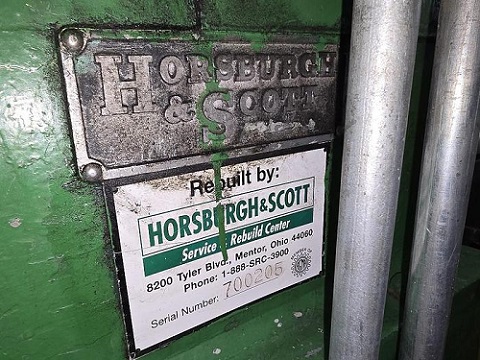 HORSBURGH
& SCOTT
Rebuilt by:
HORSBURGH&SCOTT
Service & Rebuild Center
8200 Tyler Blvd., Mentor, Ohio 44060
Phone: 1-888-SRC-3900
Serial Number: 700206